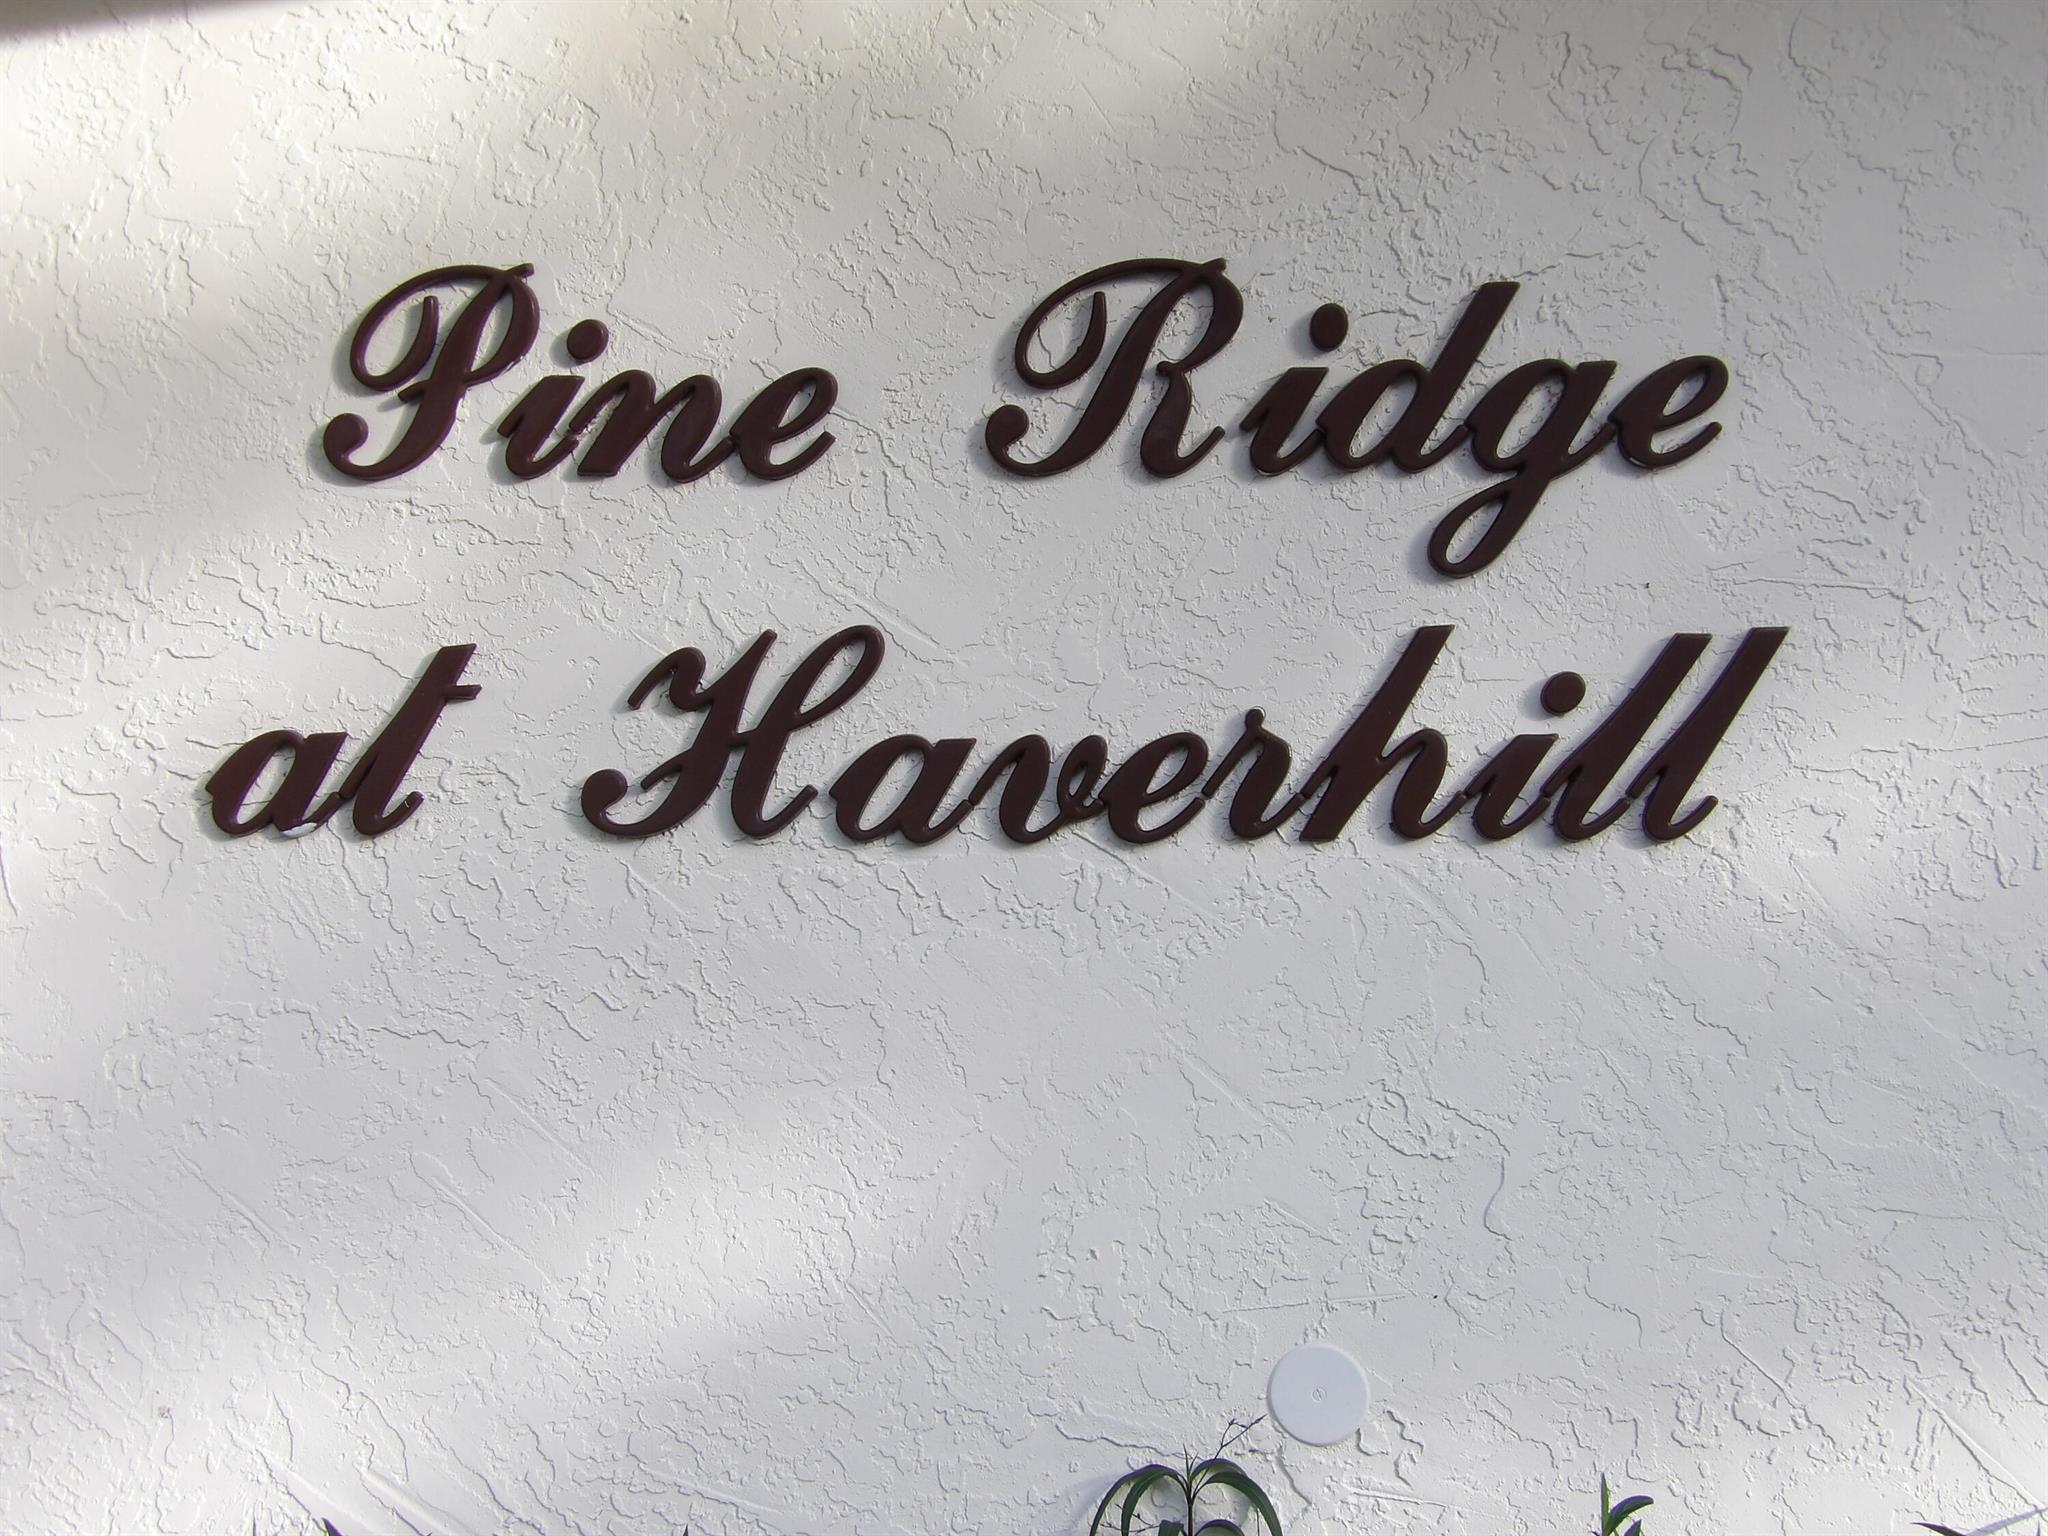 Pine Ridge
at Haverhill